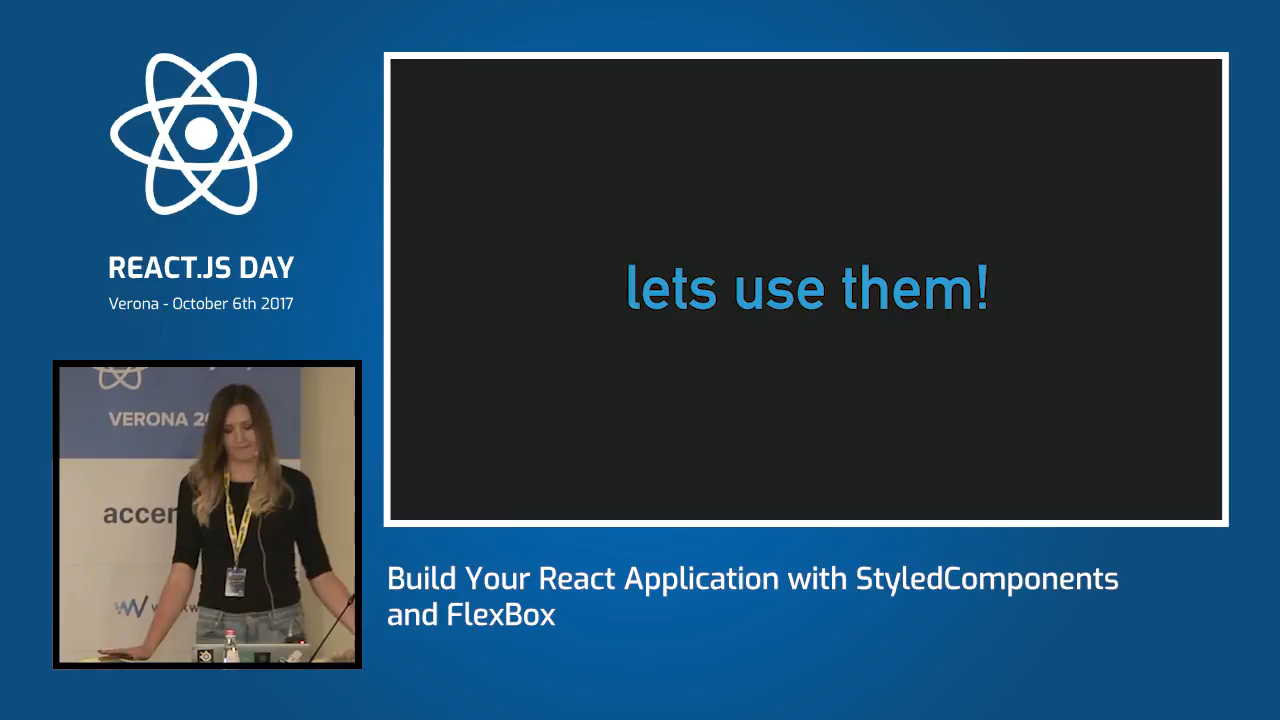 REACT.JS DAY
Verona - October 6th 2017
lets use them!
VERONA 2
accen
Build Your React Application with StyledComponents
and FlexBox